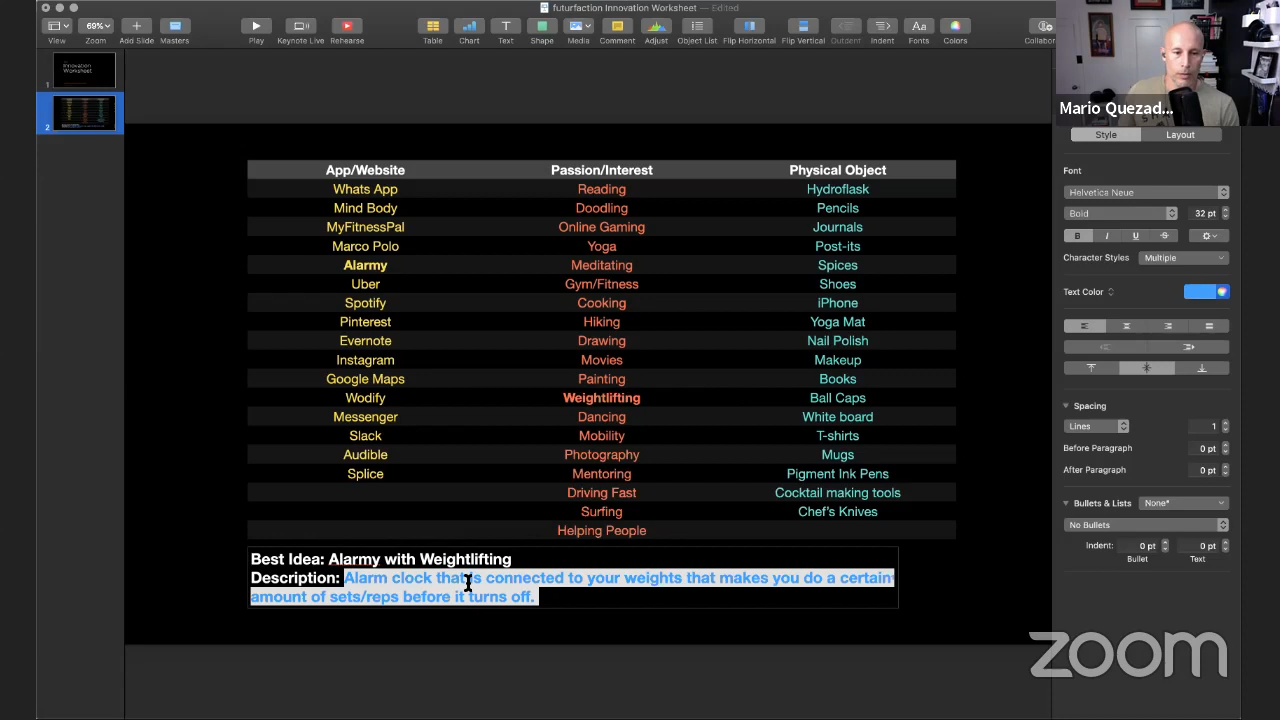 futurfaction Innovation Worksheet — Edited
View
69%
Zoom
Add Slide
Masters
Play
Keynote Live
Rehearse
Table
Chart
Text
Shape
Media
Comment
Adjust
Object List
Flip Horizontal
Flip Vertical
Outdent
Indent
Fonts
Colors
Collabor
Mario Quezad...
1
Innovation
Worksheet
2
Style
Layout
Font
Helvetica Neue
Bold
32 pt
B I U S
Character Styles
Multiple
Text Color
Spacing
Lines
1
Before Paragraph
0 pt
After Paragraph
0 pt
Bullets & Lists
None*
No Bullets
Indent:
0 pt
0 pt
Bullet
Text
App/Website Passion/Interest Physical Object
Whats App Reading Hydroflask
Mind Body Doodling Pencils
MyFitnessPal Online Gaming Journals
Marco Polo Yoga Post-its
Alarmy Meditating Spices
Uber Gym/Fitness Shoes
Spotify Cooking iPhone
Pinterest Hiking Yoga Mat
Evernote Drawing Nail Polish
Instagram Movies Makeup
Google Maps Painting Books
Wodify Weightlifting Ball Caps
Messenger Dancing White board
Slack Mobility T-shirts
Audible Photography Mugs
Splice Mentoring Pigment Ink Pens
Driving Fast Cocktail making tools
Surfing Chef's Knives
Helping People
Best Idea: Alarmy with Weightlifting
Description: Alarm clock that is connected to your weights that makes you do a certain
amount of sets/reps before it turns off.
zoom